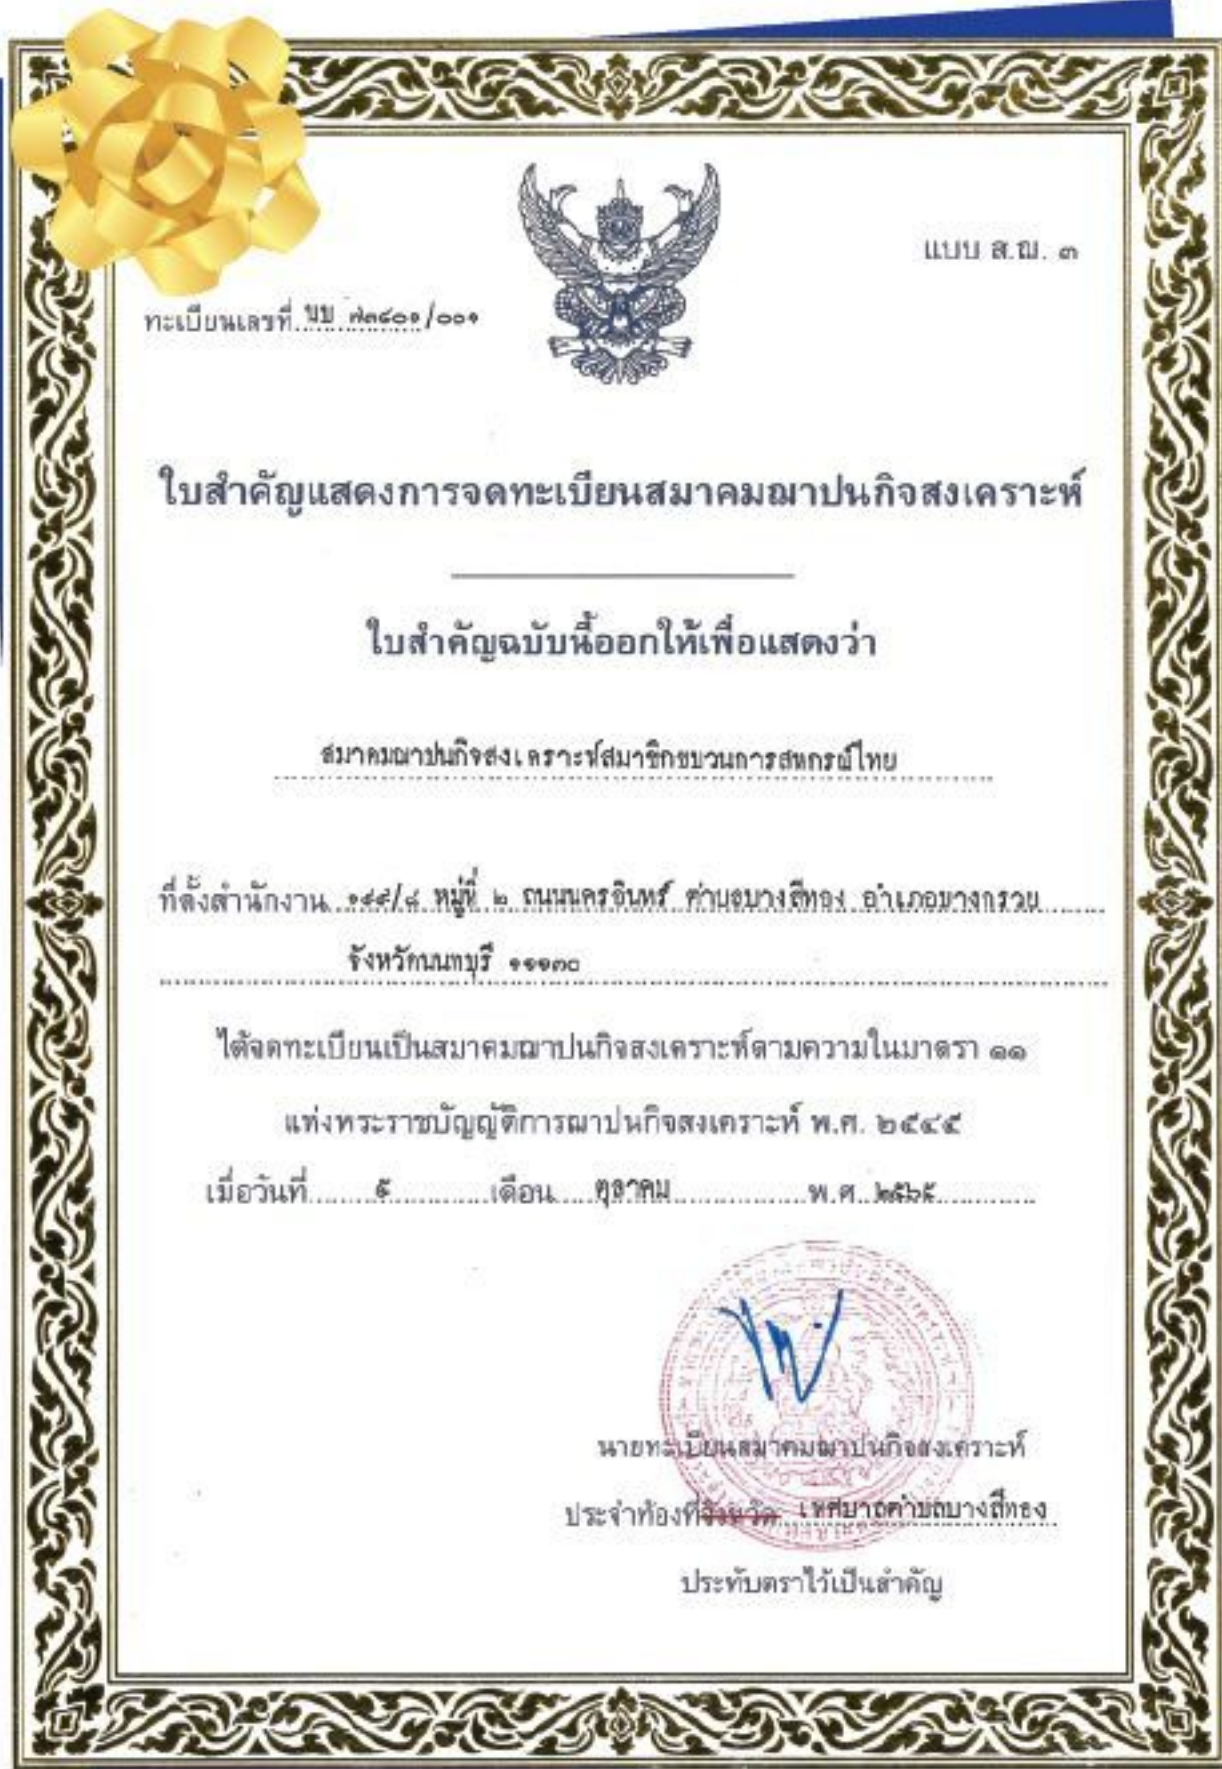 แบบ ส.ฌ. ๓
ทะเบียนเลขที่ นบ ๗๓๔๐๑/๐๐๑
ใบสำคัญแสดงการจดทะเบียนสมาคมฌาปนกิจสงเคราะห์
ใบสำคัญฉบับนี้ออกให้เพื่อแสดงว่า
สมาคมฌาปนกิจสงเคราะห์สมาชิกขบวนการสหกรณ์ไทย
ที่ตั้งสำนักงาน หมู่ที่ ๒ ถนนนครอินทร์ ตำบลบางสีทอง อำเภอบางกรวย
จังหวัดนนทบุรี ๑๑๑๓๐
ได้จดทะเบียนเป็นสมาคมฌาปนกิจสงเคราะห์ตามความในมาตรา ๑๑
แห่งพระราชบัญญัติการฌาปนกิจสงเคราะห์ พ.ศ. ๒๕๔๕
เมื่อวันที่ ๕ เดือน ตุลาคม พ.ศ. ๒๕๖๕
นายทะเบียนสมาคมฌาปนกิจสงเคราะห์
ประจำท้องที่จังหวัด เทศบาลตำบลบางสีทอง
ประทับตราไว้เป็นสำคัญ